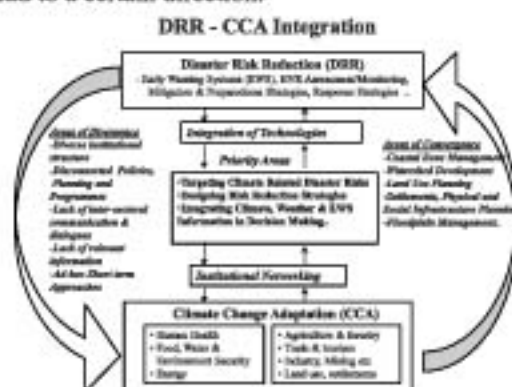 DRR - CCA Integration
Disaster Risk Reduction (DRR)
- Early Warning Systems (EWS), HVR Assessment/Monitoring,
Mitigation & Preparedness Strategies, Response Strategies ..
Integration of Technologies
Priority Areas
-Targeting Climate Related Disaster Risks
-Designing Risk Reduction Strategies
-Integrating Climate, Weather & EWS
Information in Decision Making.
Institutional Networking
Areas of Divergence
-Diverse institutional
structure
-Disconnected Policies,
Planning and
Programmes
-Lack of inter-sectoral
communication &
dialogues
-Lack of relevant
information
-Ad hoc Short-term
Approaches
Areas of Convergence
-Coastal Zone
-Watershed Development
-Land Use Planning
-Settlements, Physical and
Social Infrastructure
-Floodplain Management.
Climate Change Adaptation (CCA)
• Human Health
• Food, Water &
Environment Security
• Energy
• Agriculture & forestry
• Trade & tourism
• Industry, Mining etc
• Land use, settlements